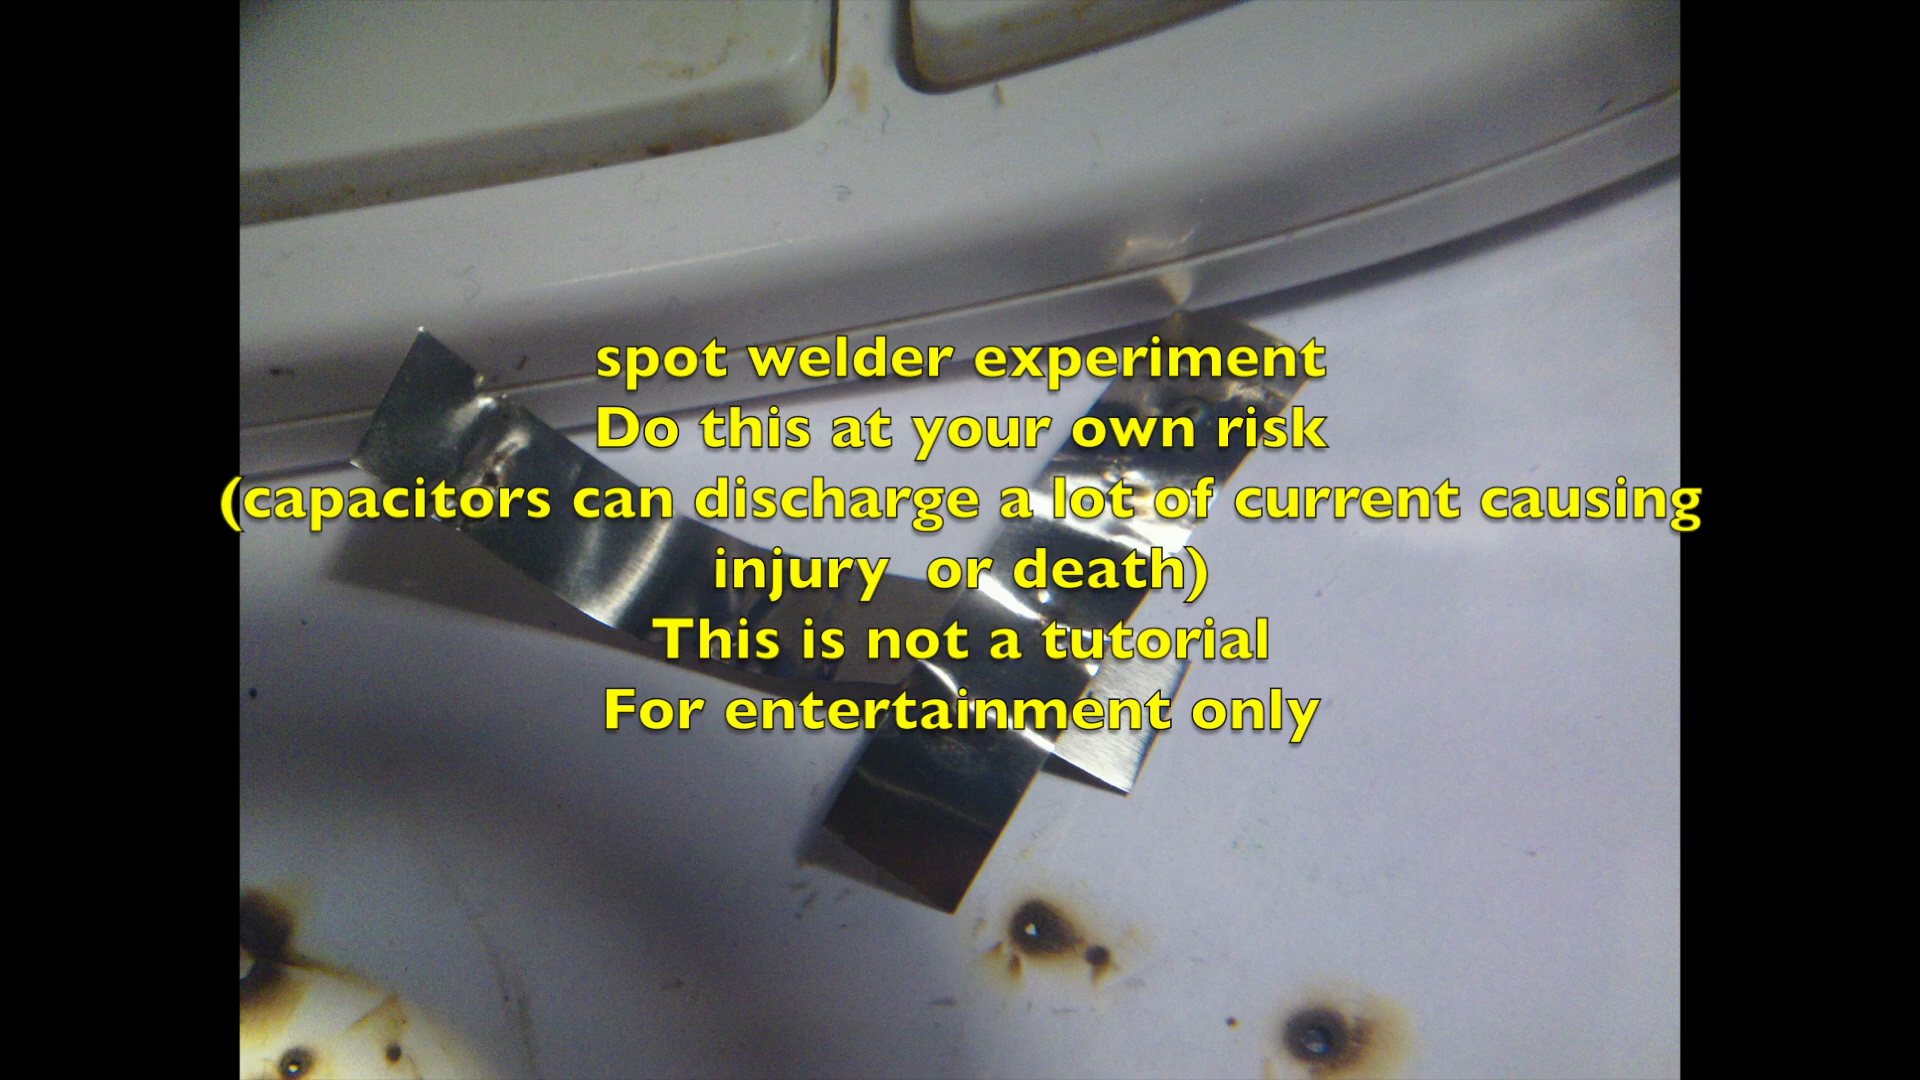 spot welder experiment
Do this at your own risk
(capacitors can discharge a lot of current causing
injury  or death)
This is not a tutorial
For entertainment only